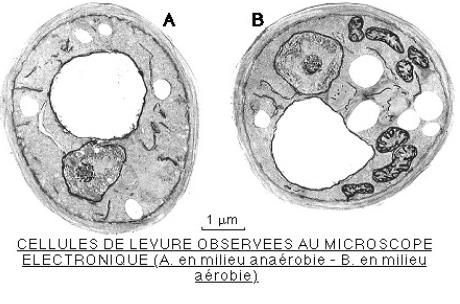 A
B
1 µm
CELLULES DE LEVURE OBSERVEES AU MICROSCOPE
ELECTRONIQUE (A. en milieu anaérobie - B. en milieu
aérobie)